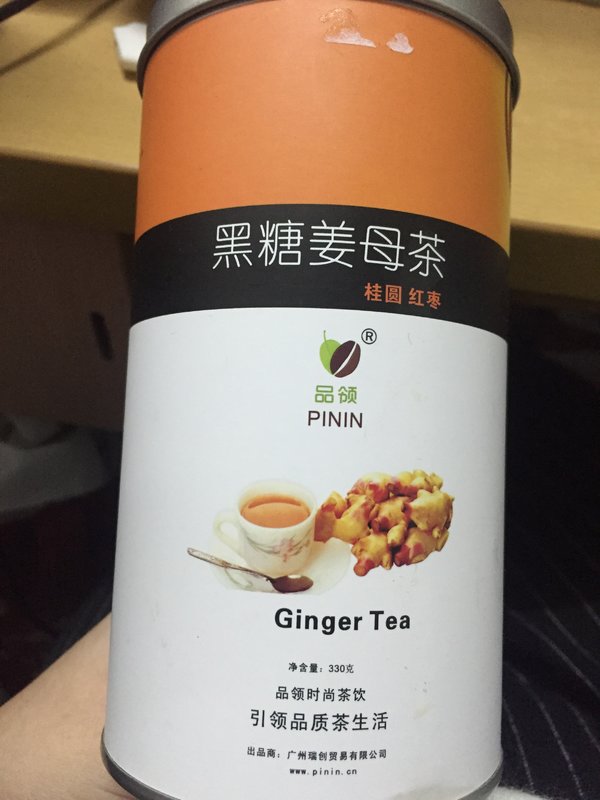 黑糖姜母茶
桂圆 红枣
®
品领
PININ
Ginger Tea
净含量：330克
品领时尚茶饮
引领品质茶生活
出品商：广州瑞创贸易有限公司
www.pinin.cn